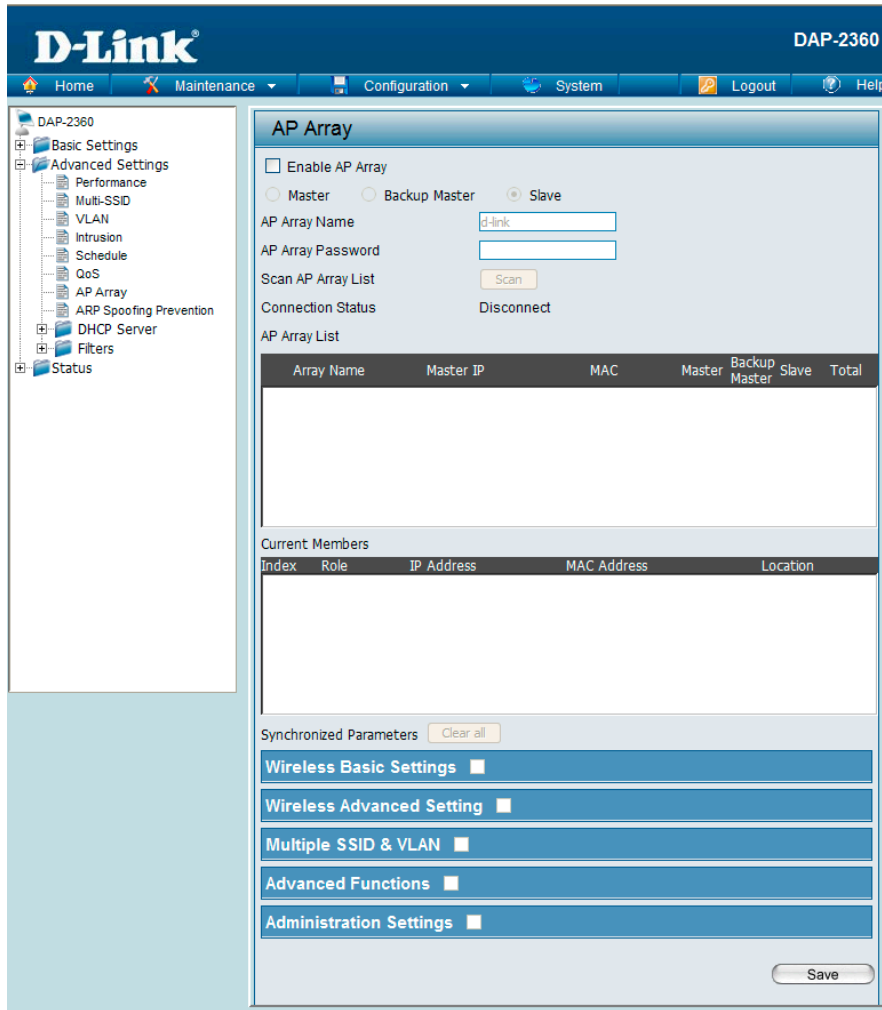 D-Link®
DAP-2360
Home Maintenance Configuration System Logout Help
DAP-2360
Basic Settings
Advanced Settings
Performance
Multi-SSID
VLAN
Intrusion
Schedule
QoS
AP Array
ARP Spoofing Prevention
DHCP Server
Filters
Status
AP Array
Enable AP Array
Master Backup Master Slave
AP Array Name d-link
AP Array Password
Scan AP Array List Scan
Connection Status Disconnect
AP Array List
Array Name Master IP MAC Master Backup Master Slave Total
Current Members
Index Role IP Address MAC Address Location
Synchronized Parameters Clear all
Wireless Basic Settings
Wireless Advanced Setting
Multiple SSID & VLAN
Advanced Functions
Administration Settings
Save